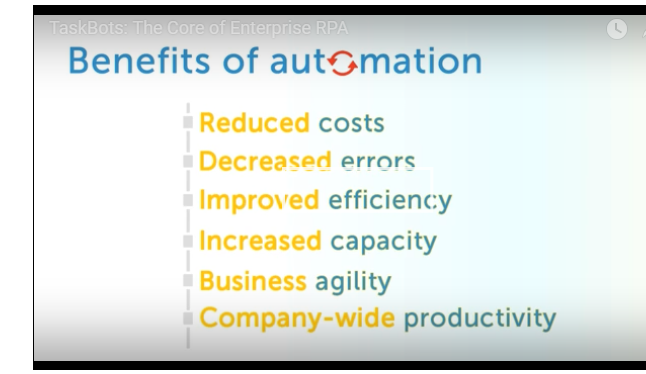 TaskBots: The Core of Enterprise RPA
Benefits of automation
Reduced costs
Decreased errors
Improved efficiency
Increased capacity
Business agility
Company-wide productivity